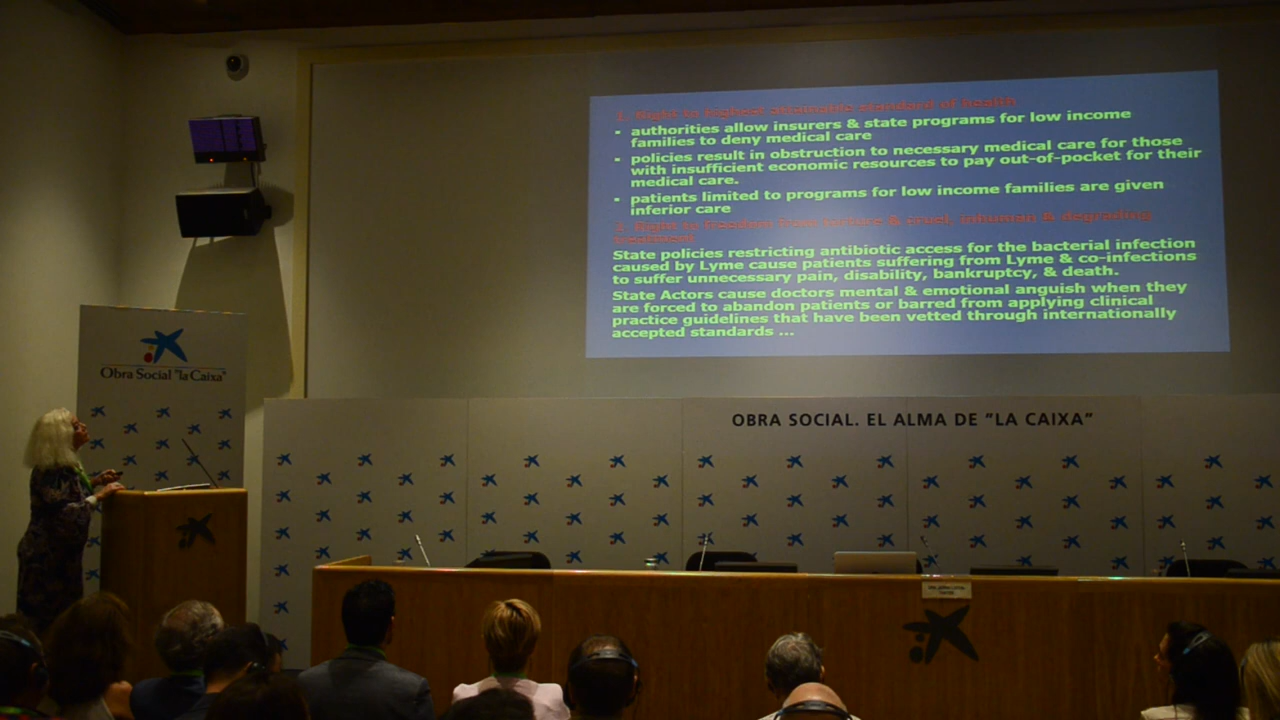 1. Right to highest attainable standard of health
▪ authorities allow insurers & state programs for low income
families to deny medical care
▪ policies result in obstruction to necessary medical care for those
with insufficient economic resources to pay out-of-pocket for their
medical care.
▪ patients limited to programs for low income families are given
inferior care
2. Right to freedom from torture & cruel, inhuman & degrading
treatment
State policies restricting antibiotic access for the bacterial infection
caused by Lyme cause patients suffering from Lyme & co-infections
to suffer unnecessary pain, disability, bankruptcy, & death.
State Actors cause doctors mental & emotional anguish when they
are forced to abandon patients or barred from applying clinical
practice guidelines that have been vetted through internationally
accepted standards ...
Obra Social "la Caixa"
OBRA SOCIAL. EL ALMA DE "LA CAIXA"